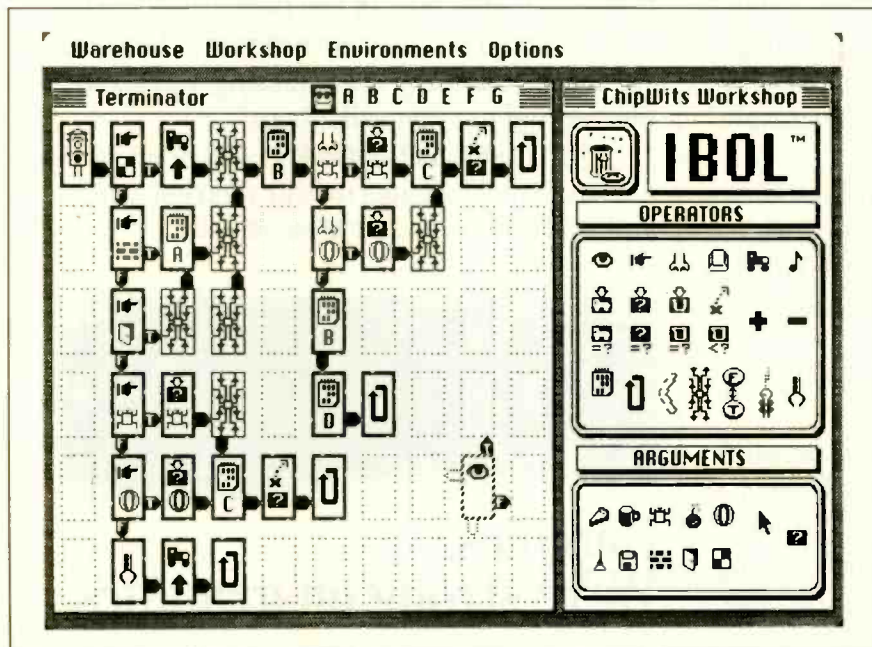 Warehouse Workshop Environments Options
Terminator A B C D E F G
ChipWits Workshop
IBOL™
OPERATORS
T B C
T A T
B
T
T D
T C
T
=? =? =? <?
F
T
ARGUMENTS